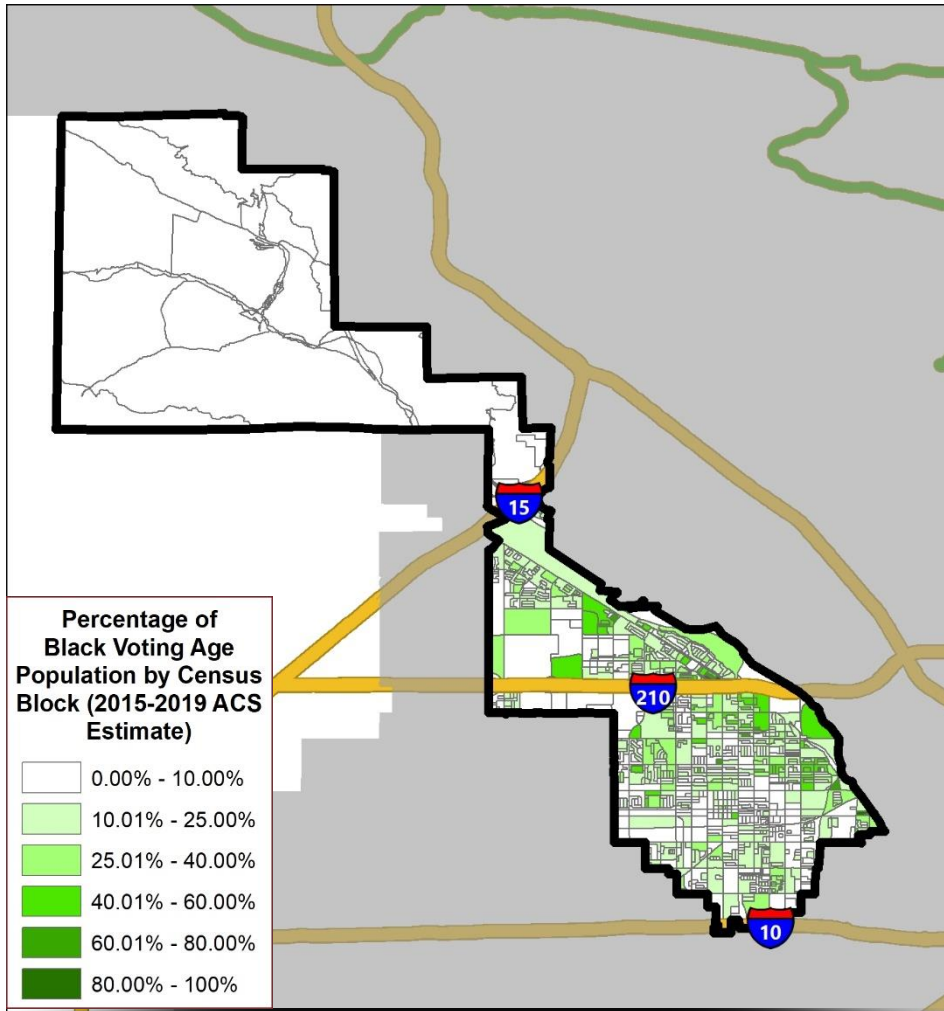 15
210
10
Percentage of
Black Voting Age
Population by Census
Block (2015-2019 ACS
Estimate)
0.00% - 10.00%
10.01% - 25.00%
25.01% - 40.00%
40.01% - 60.00%
60.01% - 80.00%
80.00% - 100%